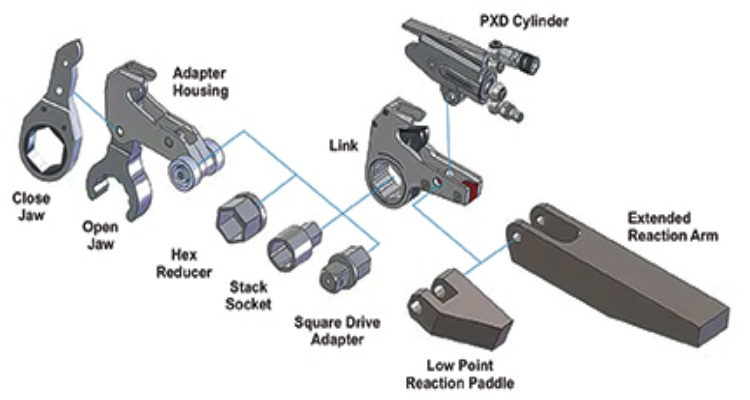 PXD Cylinder
Adapter
Housing
Link
Close
Jaw
Open
Jaw
Hex
Reducer
Stack
Socket
Square Drive
Adapter
Extended
Reaction Arm
Low Point
Reaction Paddle